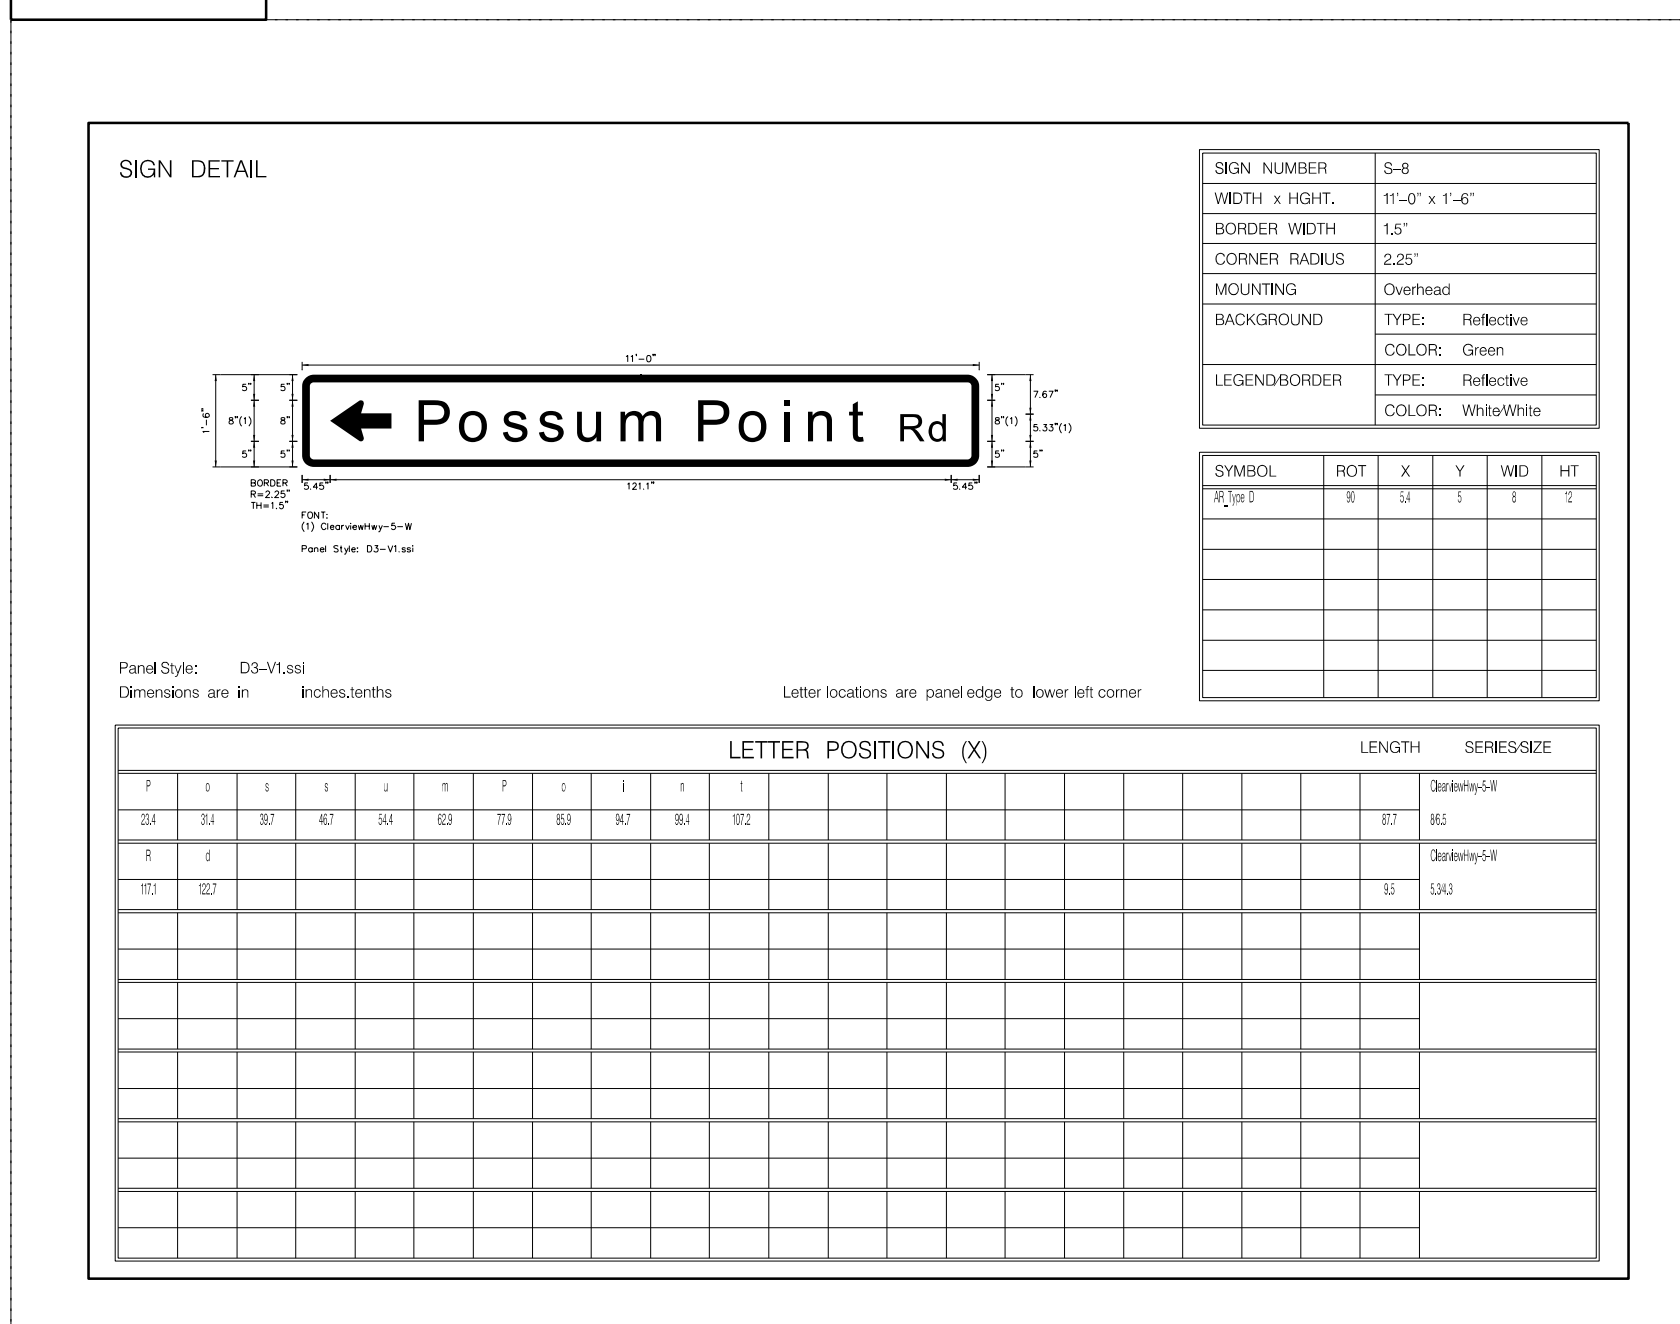 SIGN DETAIL
SIGN NUMBER S–8
WIDTH x HGHT. 11'–0" x 1'–6"
BORDER WIDTH 1.5"
CORNER RADIUS 2.25"
MOUNTING Overhead
BACKGROUND TYPE: Reflective
COLOR: Green
LEGEND/BORDER TYPE: Reflective
COLOR: White/White
11'-0"
1'-6"
5" 5" 5" 7.67"
8"(1) 8" 8"(1) 5.33"(1)
5" 5" 5" 5"
Possum Point Rd
5.45" 121.1" 5.45"
BORDER
R=2.25"
TH=1.5"
FONT:
(1) ClearviewHwy-5-W
Panel Style: D3-V1.ssi
SYMBOL ROT X Y WID HT
AR_Type D 90 5.4 5 8 12
Panel Style: D3–V1.ssi
Dimensions are in inches.tenths
Letter locations are panel edge to lower left corner
LETTER POSITIONS (X) LENGTH SERIES/SIZE
P o s s u m P o i n t ClearviewHwy-5-W
23.4 31.4 39.7 46.7 54.4 62.9 77.9 85.9 94.7 99.4 107.2 87.7 8/6.5
R d ClearviewHwy-5-W
117.1 122.7 9.5 5.3/4.3